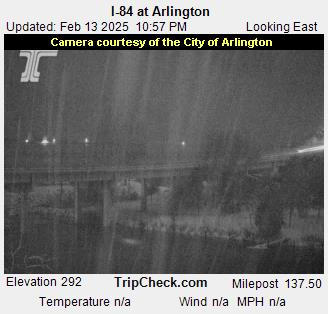 I-84 at Arlington
Updated: Feb 13 2025 10:57 PM Looking East
Camera courtesy of the City of Arlington
Elevation 292 TripCheck.com Milepost 137.50
Temperature n/a Wind n/a MPH n/a